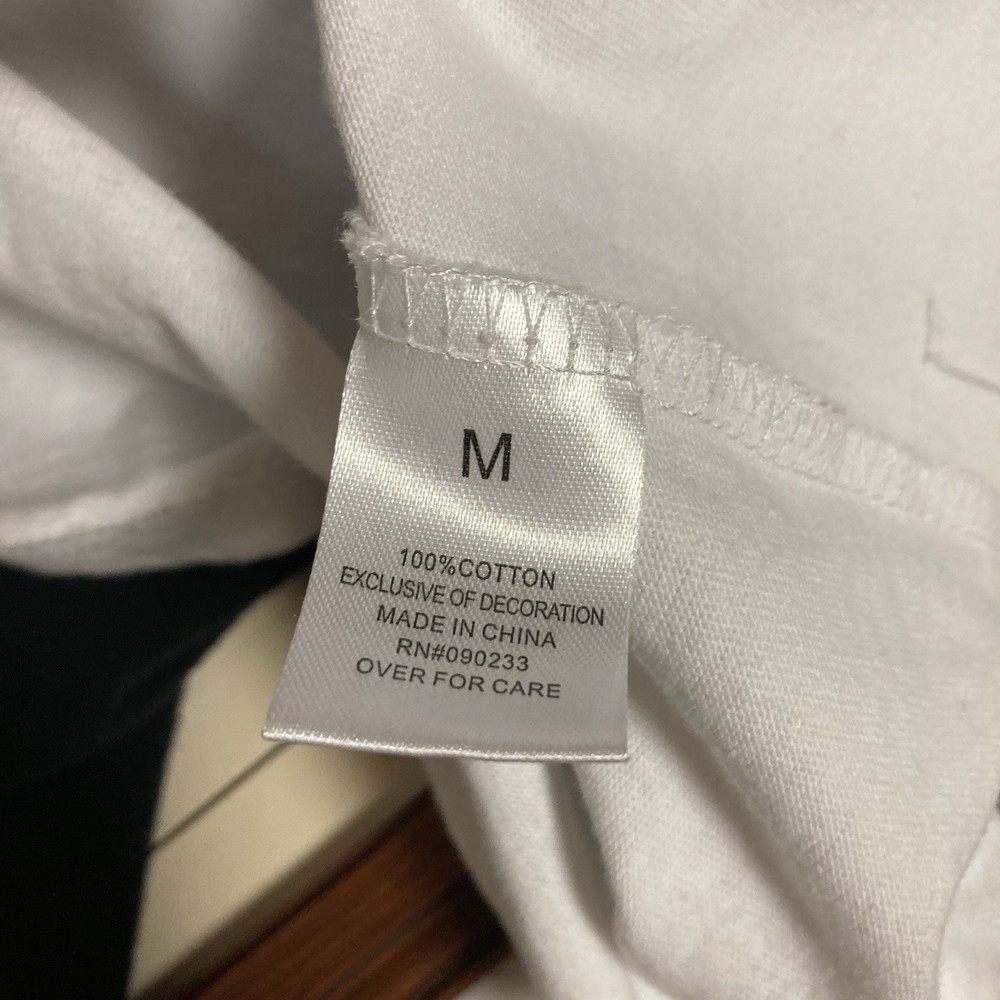 M
100%COTTON
EXCLUSIVE OF DECORATION
MADE IN CHINA
RN#090233
OVER FOR CARE